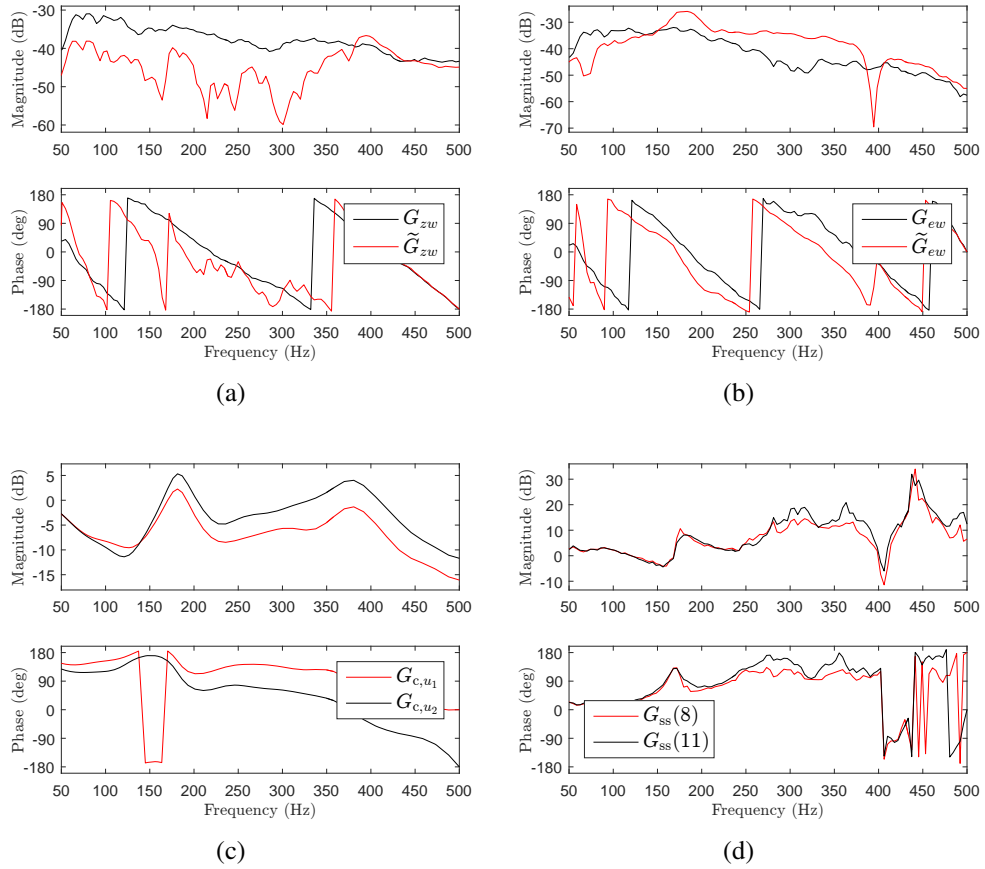 -30
-40
-50
-60
Magnitude (dB)
50 100 150 200 250 300 350 400 450 500
180
90
0
-90
-180
Phase (deg)
G_zw
G̃_zw
50 100 150 200 250 300 350 400 450 500
Frequency (Hz)
(a)
-30
-40
-50
-60
-70
Magnitude (dB)
50 100 150 200 250 300 350 400 450 500
180
90
0
-90
-180
Phase (deg)
G_ew
G̃_ew
50 100 150 200 250 300 350 400 450 500
Frequency (Hz)
(b)
5
0
-5
-10
-15
Magnitude (dB)
50 100 150 200 250 300 350 400 450 500
180
90
0
-90
-180
Phase (deg)
G_c,u₁
G_c,u₂
50 100 150 200 250 300 350 400 450 500
Frequency (Hz)
(c)
30
20
10
0
-10
Magnitude (dB)
50 100 150 200 250 300 350 400 450 500
180
90
0
-90
-180
Phase (deg)
G_ss(8)
G_ss(11)
50 100 150 200 250 300 350 400 450 500
Frequency (Hz)
(d)